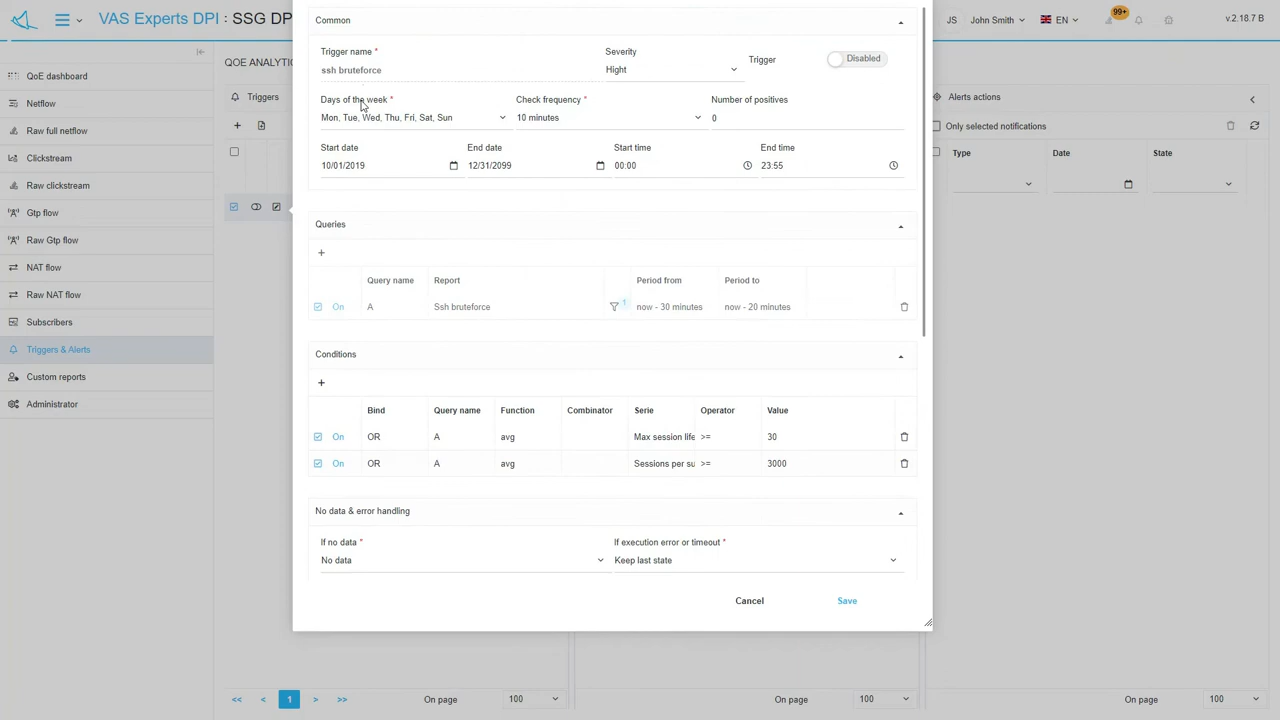 VAS Experts DPI : SSG DP
JS John Smith EN 99+ v.2.18.7 B
QoE dashboard
Netflow
Raw full netflow
Clickstream
Raw clickstream
Gtp flow
Raw Gtp flow
NAT flow
Raw NAT flow
Subscribers
Triggers & Alerts
Custom reports
Administrator
QOE ANALYTI
Triggers
Common
Trigger name *
ssh bruteforce
Severity
Hight
Trigger
Disabled
Days of the week *
Mon, Tue, Wed, Thu, Fri, Sat, Sun
Check frequency *
10 minutes
Number of positives
0
Start date
10/01/2019
End date
12/31/2099
Start time
00:00
End time
23:55
Queries
+
Query name Report Period from Period to
On A Ssh bruteforce 1 now - 30 minutes now - 20 minutes
Conditions
+
Bind Query name Function Combinator Serie Operator Value
On OR A avg Max session life >= 30
On OR A avg Sessions per su >= 3000
No data & error handling
If no data *
No data
If execution error or timeout *
Keep last state
Cancel Save
Alerts actions
Only selected notifications
Type Date State
<< < 1 > >> On page 100
On page 100
On page 100